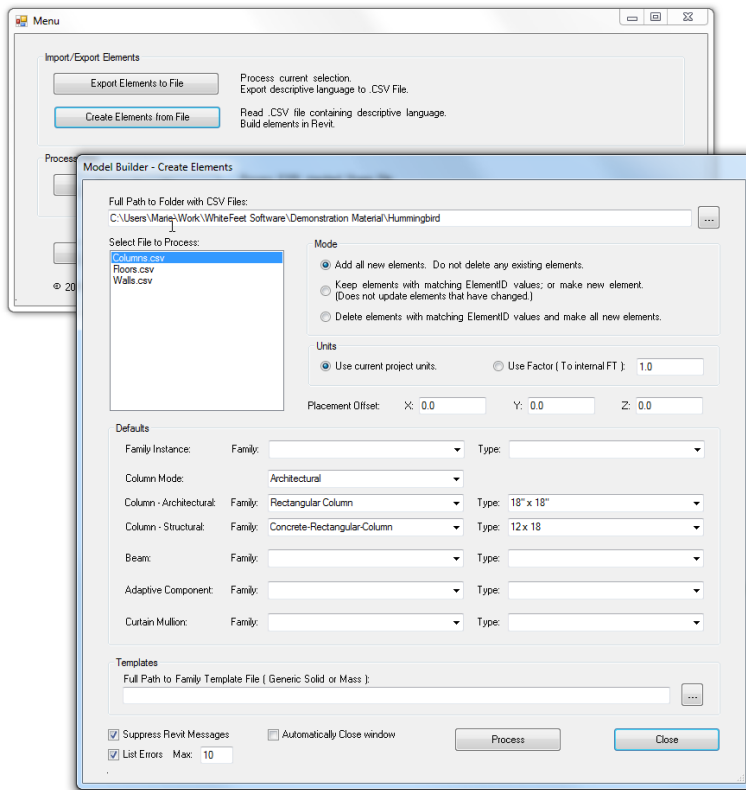 Menu
Import/Export Elements
Export Elements to File
Process current selection.
Export descriptive language to .CSV File.
Create Elements from File
Read .CSV file containing descriptive language.
Build elements in Revit.
Process
© 20
Model Builder - Create Elements
Full Path to Folder with CSV Files:
C:\Users\Marie\Work\WhiteFeet Software\Demonstration Material\Hummingbird
...
Select File to Process:
Columns.csv
Floors.csv
Walls.csv
Mode
Add all new elements. Do not delete any existing elements.
Keep elements with matching ElementID values; or make new element.
(Does not update elements that have changed.)
Delete elements with matching ElementID values and make all new elements.
Units
Use current project units.
Use Factor ( To internal FT ): 1.0
Placement Offset: X: 0.0 Y: 0.0 Z: 0.0
Defaults
Family Instance: Family: Type:
Column Mode: Architectural
Column - Architectural: Family: Rectangular Column Type: 18" x 18"
Column - Structural: Family: Concrete-Rectangular-Column Type: 12 x 18
Beam: Family: Type:
Adaptive Component: Family: Type:
Curtain Mullion: Family: Type:
Templates
Full Path to Family Template File ( Generic Solid or Mass ):
...
Suppress Revit Messages
Automatically Close window
Process
Close
List Errors Max: 10